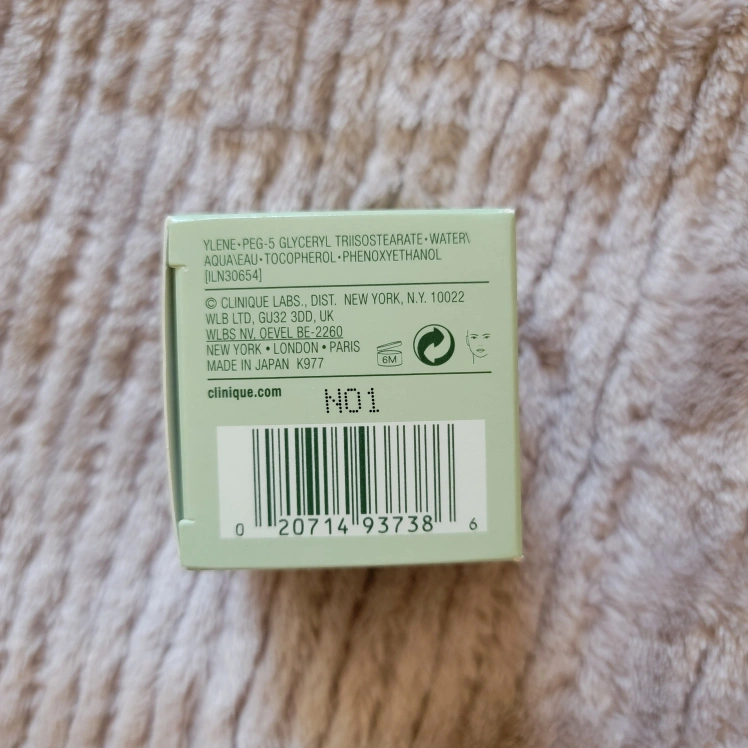 YLENE•PEG-5 GLYCERYL TRIISOSTEARATE•WATER\
AQUA\EAU•TOCOPHEROL•PHENOXYETHANOL
[ILN30654]
© CLINIQUE LABS., DIST. NEW YORK, N.Y. 10022
WLB LTD, GU32 3DD, UK
WLBS NV, OEVEL BE-2260
NEW YORK • LONDON • PARIS
MADE IN JAPAN K977
6M
clinique.com
N01
0 20714 93738 6